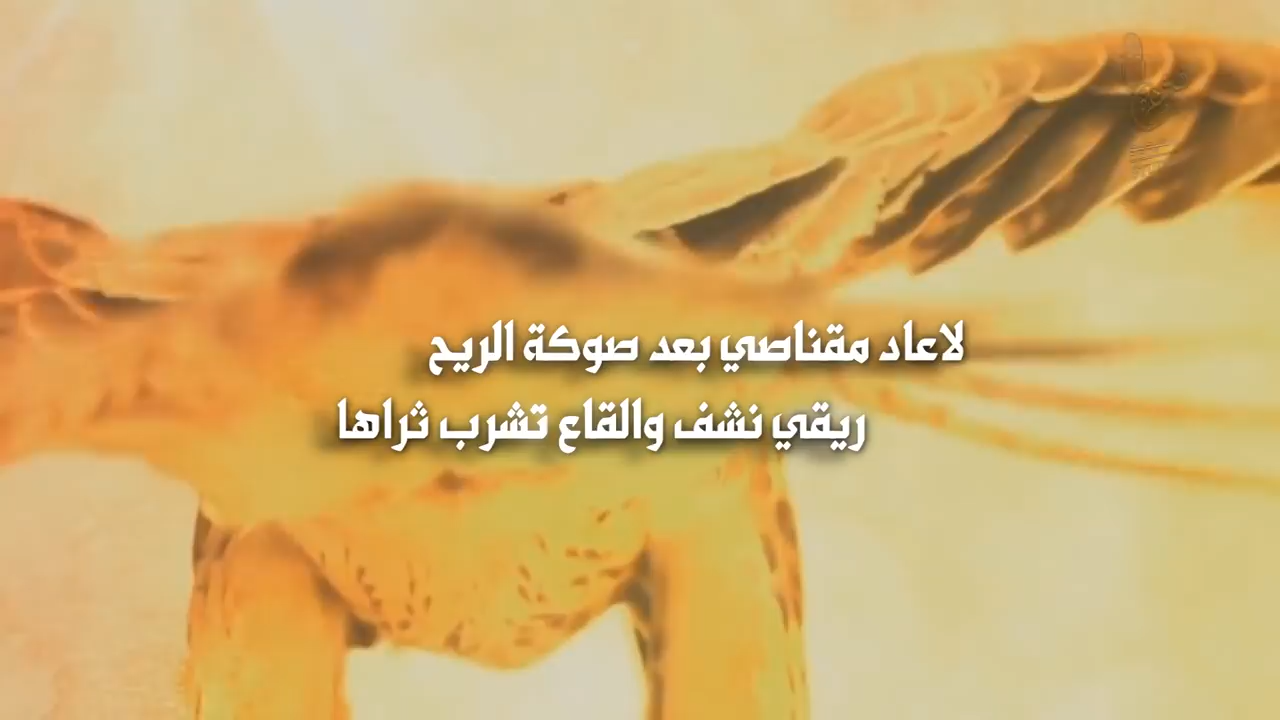 لاعاد مقناصي بعد صوكة الريح
ريقي نشف والقاع تشرب ثراها